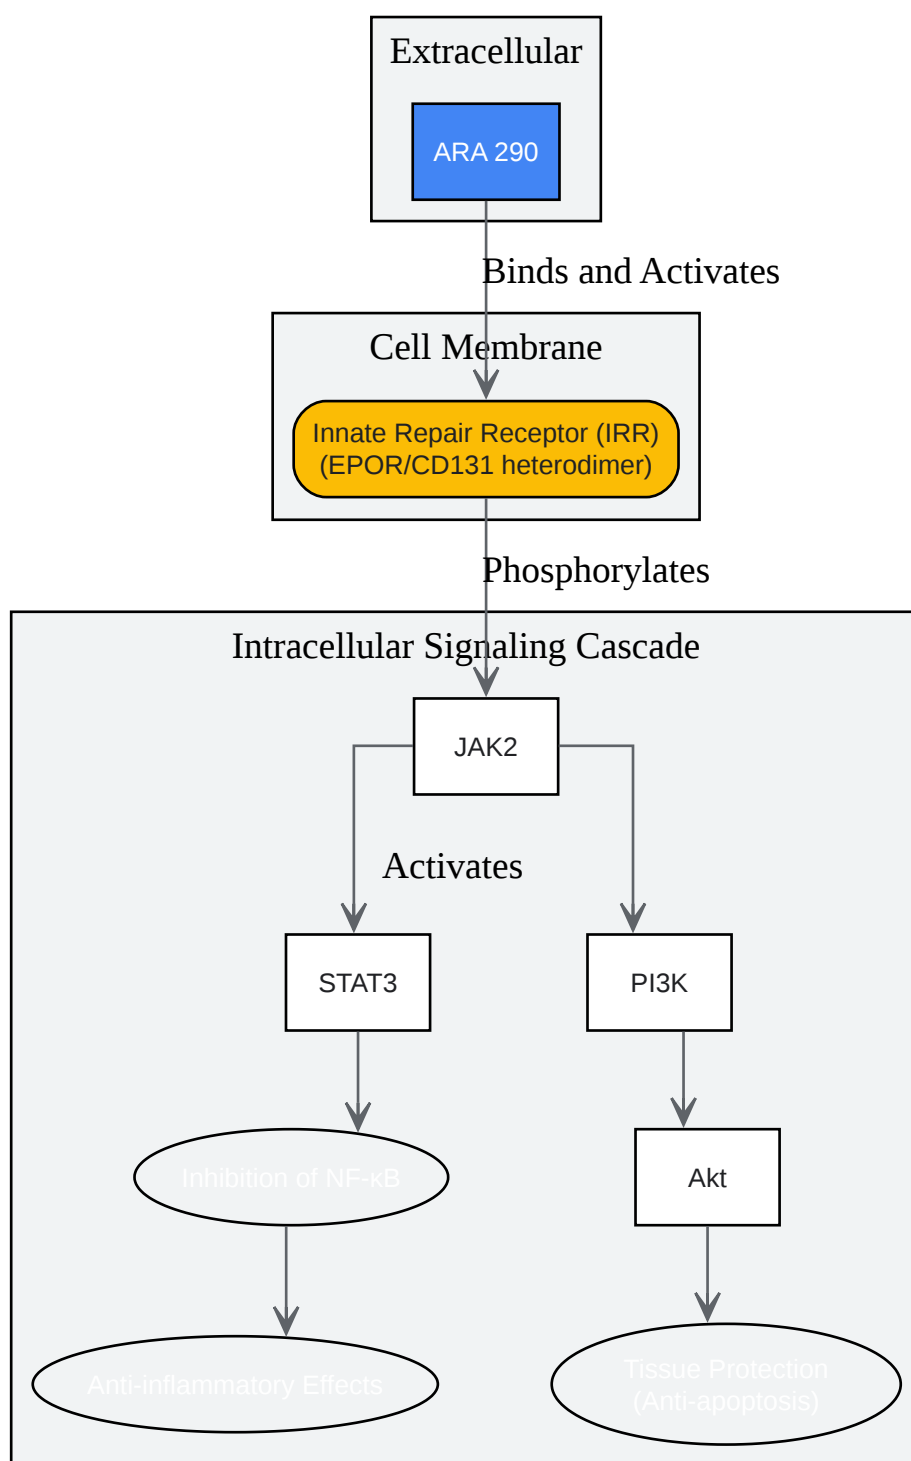 Extracellular
ARA 290
Binds and Activates
Cell Membrane
Innate Repair Receptor (IRR)
(EPOR/CD131 heterodimer)
Phosphorylates
Intracellular Signaling Cascade
JAK2
Activates
STAT3
PI3K
Inhibition of NF-κB
Akt
Anti-inflammatory Effects
Tissue Protection
(Anti-apoptosis)